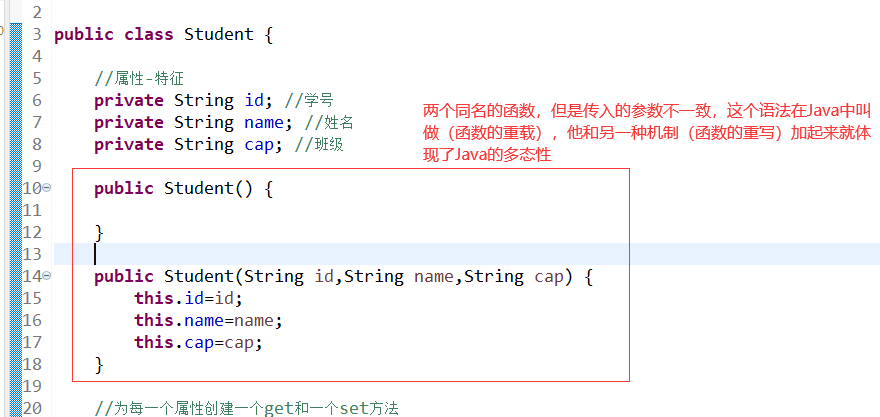 2
3 public class Student {
4
5 //属性-特征
6 private String id; //学号
7 private String name; //姓名
8 private String cap; //班级
9
两个同名的函数，但是传入的参数不一致，这个语法在Java中叫
做（函数的重载），他和另一种机制（函数的重写）加起来就体
现了Java的多态性
10 public Student() {
11
12 }
13
14 public Student(String id,String name,String cap) {
15 this.id=id;
16 this.name=name;
17 this.cap=cap;
18 }
19
20 //为每一个属性创建一个get和一个set方法